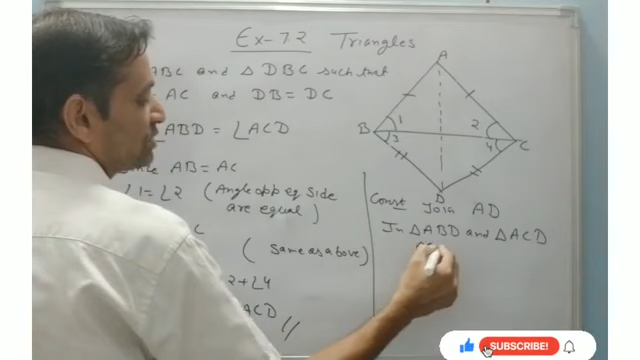 Ex-7.2 Triangles
ABC and Δ DBC such that
AC and DB = DC
ABD = ∠ACD
Since AB = AC
∠1 = ∠2 (Angle opp eq side
are equal)
C
(Same as above)
2 + ∠4
ACD //
A
B 1 2 C
3 4
D
Const Join AD
In Δ ABD and Δ ACD
SUBSCRIBE